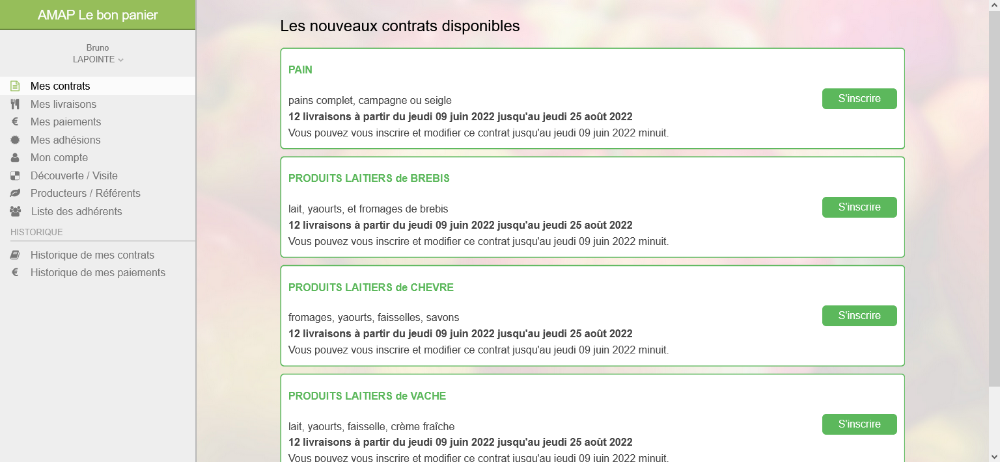 AMAP Le bon panier
Bruno
LAPOINTE
Mes contrats
Mes livraisons
Mes paiements
Mes adhésions
Mon compte
Découverte / Visite
Producteurs / Référents
Liste des adhérents
HISTORIQUE
Historique de mes contrats
Historique de mes paiements
Les nouveaux contrats disponibles
PAIN
pains complet, campagne ou seigle
12 livraisons à partir du jeudi 09 juin 2022 jusqu'au jeudi 25 août 2022
Vous pouvez vous inscrire et modifier ce contrat jusqu'au jeudi 09 juin 2022 minuit.
S'inscrire
PRODUITS LAITIERS de BREBIS
lait, yaourts, et fromages de brebis
12 livraisons à partir du jeudi 09 juin 2022 jusqu'au jeudi 25 août 2022
Vous pouvez vous inscrire et modifier ce contrat jusqu'au jeudi 09 juin 2022 minuit.
S'inscrire
PRODUITS LAITIERS de CHEVRE
fromages, yaourts, faisselles, savons
12 livraisons à partir du jeudi 09 juin 2022 jusqu'au jeudi 25 août 2022
Vous pouvez vous inscrire et modifier ce contrat jusqu'au jeudi 09 juin 2022 minuit.
S'inscrire
PRODUITS LAITIERS de VACHE
lait, yaourts, faisselle, crème fraîche
12 livraisons à partir du jeudi 09 juin 2022 jusqu'au jeudi 25 août 2022
Vous pouvez vous inscrire et modifier ce contrat jusqu'au jeudi 09 juin 2022 minuit.
S'inscrire